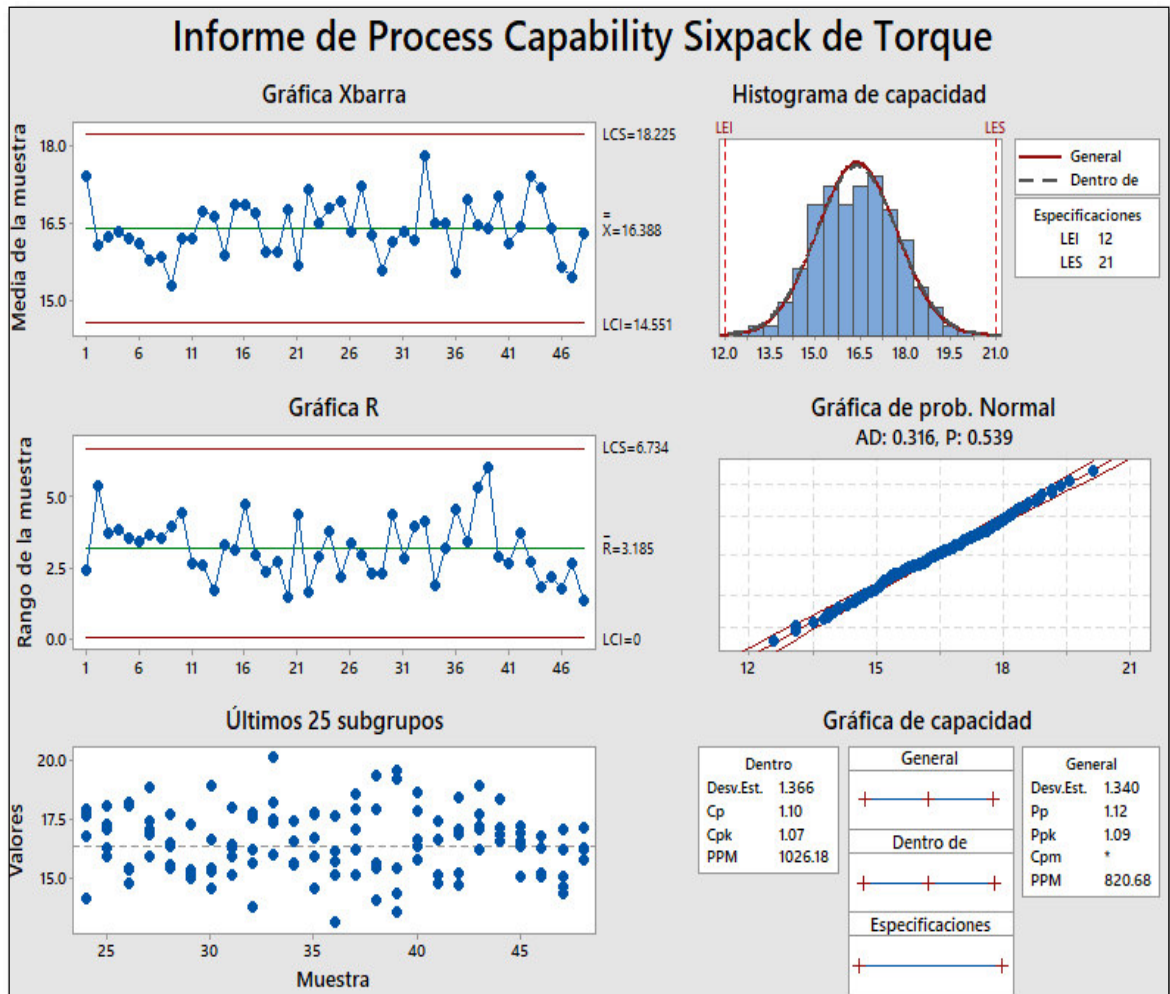 Informe de Process Capability Sixpack de Torque
Gráfica Xbarra
Media de la muestra
18.0
16.5
15.0
LCS=18.225
X=16.388
LCI=14.551
1 6 11 16 21 26 31 36 41 46
Histograma de capacidad
LEI LES
12.0 13.5 15.0 16.5 18.0 19.5 21.0
General
Dentro de
Especificaciones
LEI 12
LES 21
Gráfica R
Rango de la muestra
5.0
2.5
0.0
LCS=6.734
R=3.185
LCI=0
1 6 11 16 21 26 31 36 41 46
Gráfica de prob. Normal
AD: 0.316, P: 0.539
12 15 18 21
Últimos 25 subgrupos
Valores
20.0
17.5
15.0
25 30 35 40 45
Muestra
Gráfica de capacidad
Dentro
Desv.Est. 1.366
Cp 1.10
Cpk 1.07
PPM 1026.18
General
Dentro de
Especificaciones
General
Desv.Est. 1.340
Pp 1.12
Ppk 1.09
Cpm *
PPM 820.68